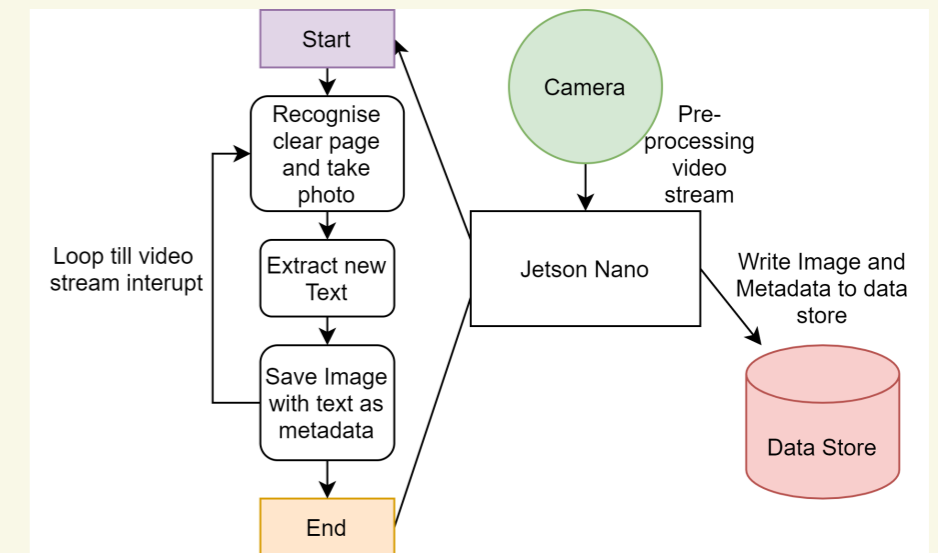 Start
Recognise
clear page
and take
photo
Loop till video
stream interupt
Extract new
Text
Save Image
with text as
metadata
End
Camera
Pre-
processing
video
stream
Jetson Nano
Write Image and
Metadata to data
store
Data Store